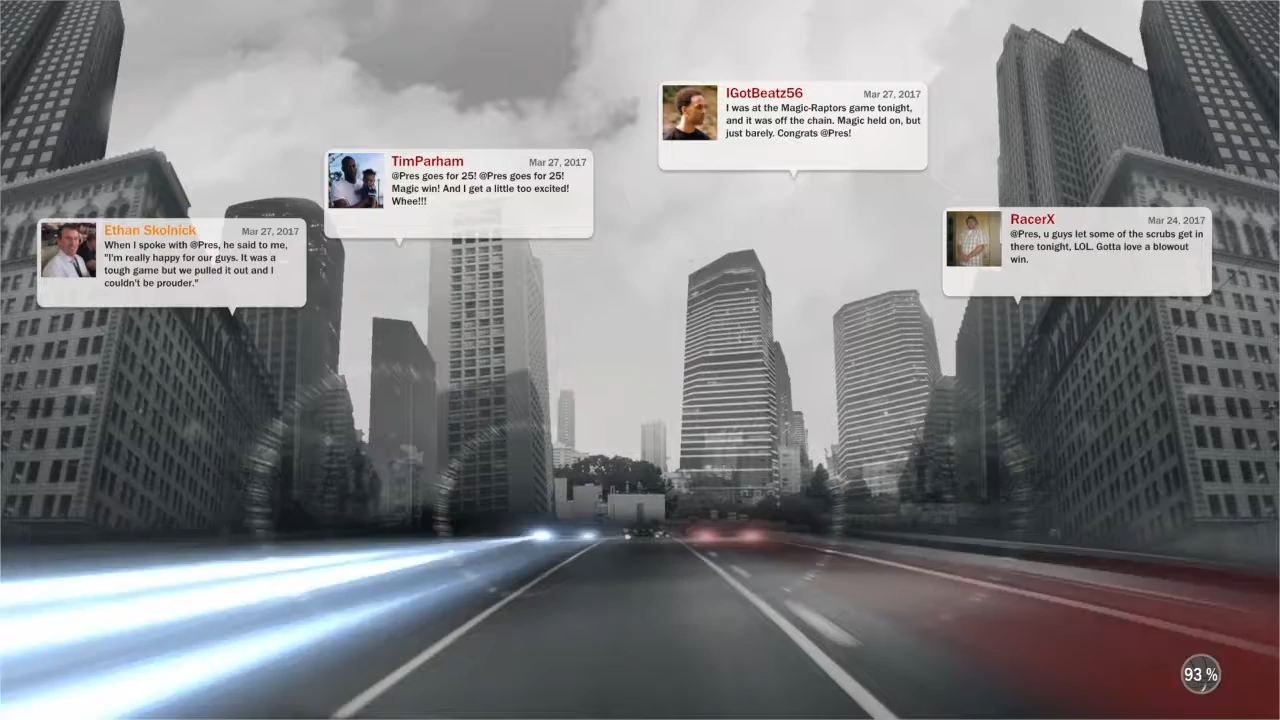 IGotBeatz56 Mar 27, 2017
I was at the Magic-Raptors game tonight,
and it was off the chain. Magic held on, but
just barely. Congrats @Pres!
TimParham Mar 27, 2017
@Pres goes for 25! @Pres goes for 25!
Magic win! And I get a little too excited!
Whee!!!
RacerX Mar 24, 2017
@Pres, u guys let some of the scrubs get in
there tonight, LOL. Gotta love a blowout
win.
Ethan Skolnick Mar 27, 2017
When I spoke with @Pres, he said to me,
"I'm really happy for our guys. It was a
tough game but we pulled it out and I
couldn't be prouder."
93 %